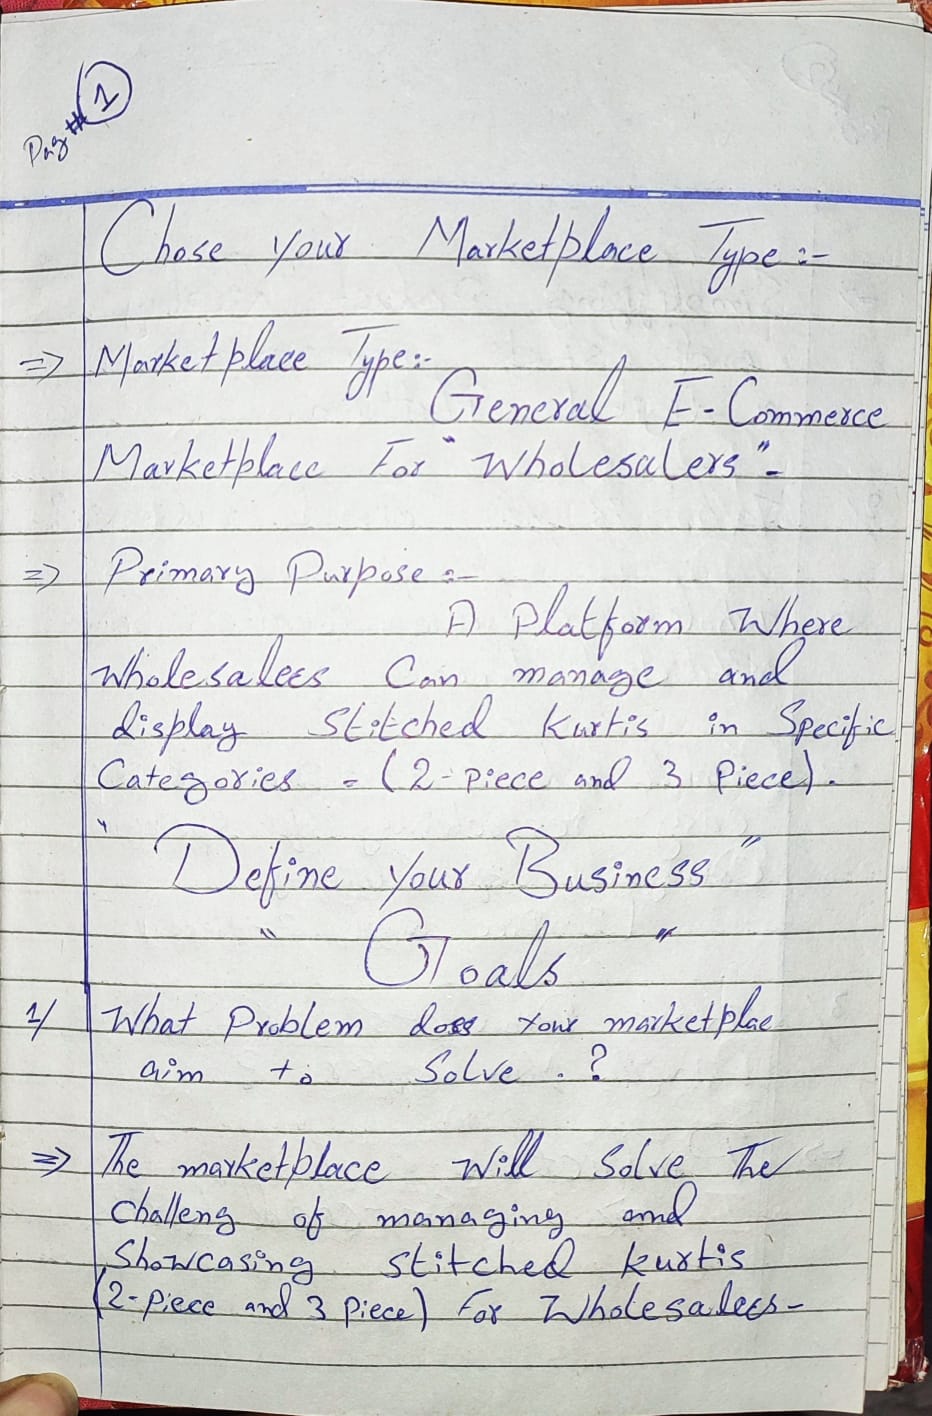 Pag # 1
Chose your Marketplace Type :-
=> Marketplace Type:-
General E-Commerce
Marketplace For "Wholesalers"-
=> Primary Purpose :-
A Platform Where
Wholesalers Can manage and
display Stitched Kurtis in Specific
Categories = (2-piece and 3 Piece).
"Define your Business"
"Goals"
1/ What Problem does your marketplae
aim to Solve . ?
=> The marketplace will Solve The
challeng of managing and
Showcasing stitched kurtis
(2-Piece and 3 Piece) For Wholesalers-